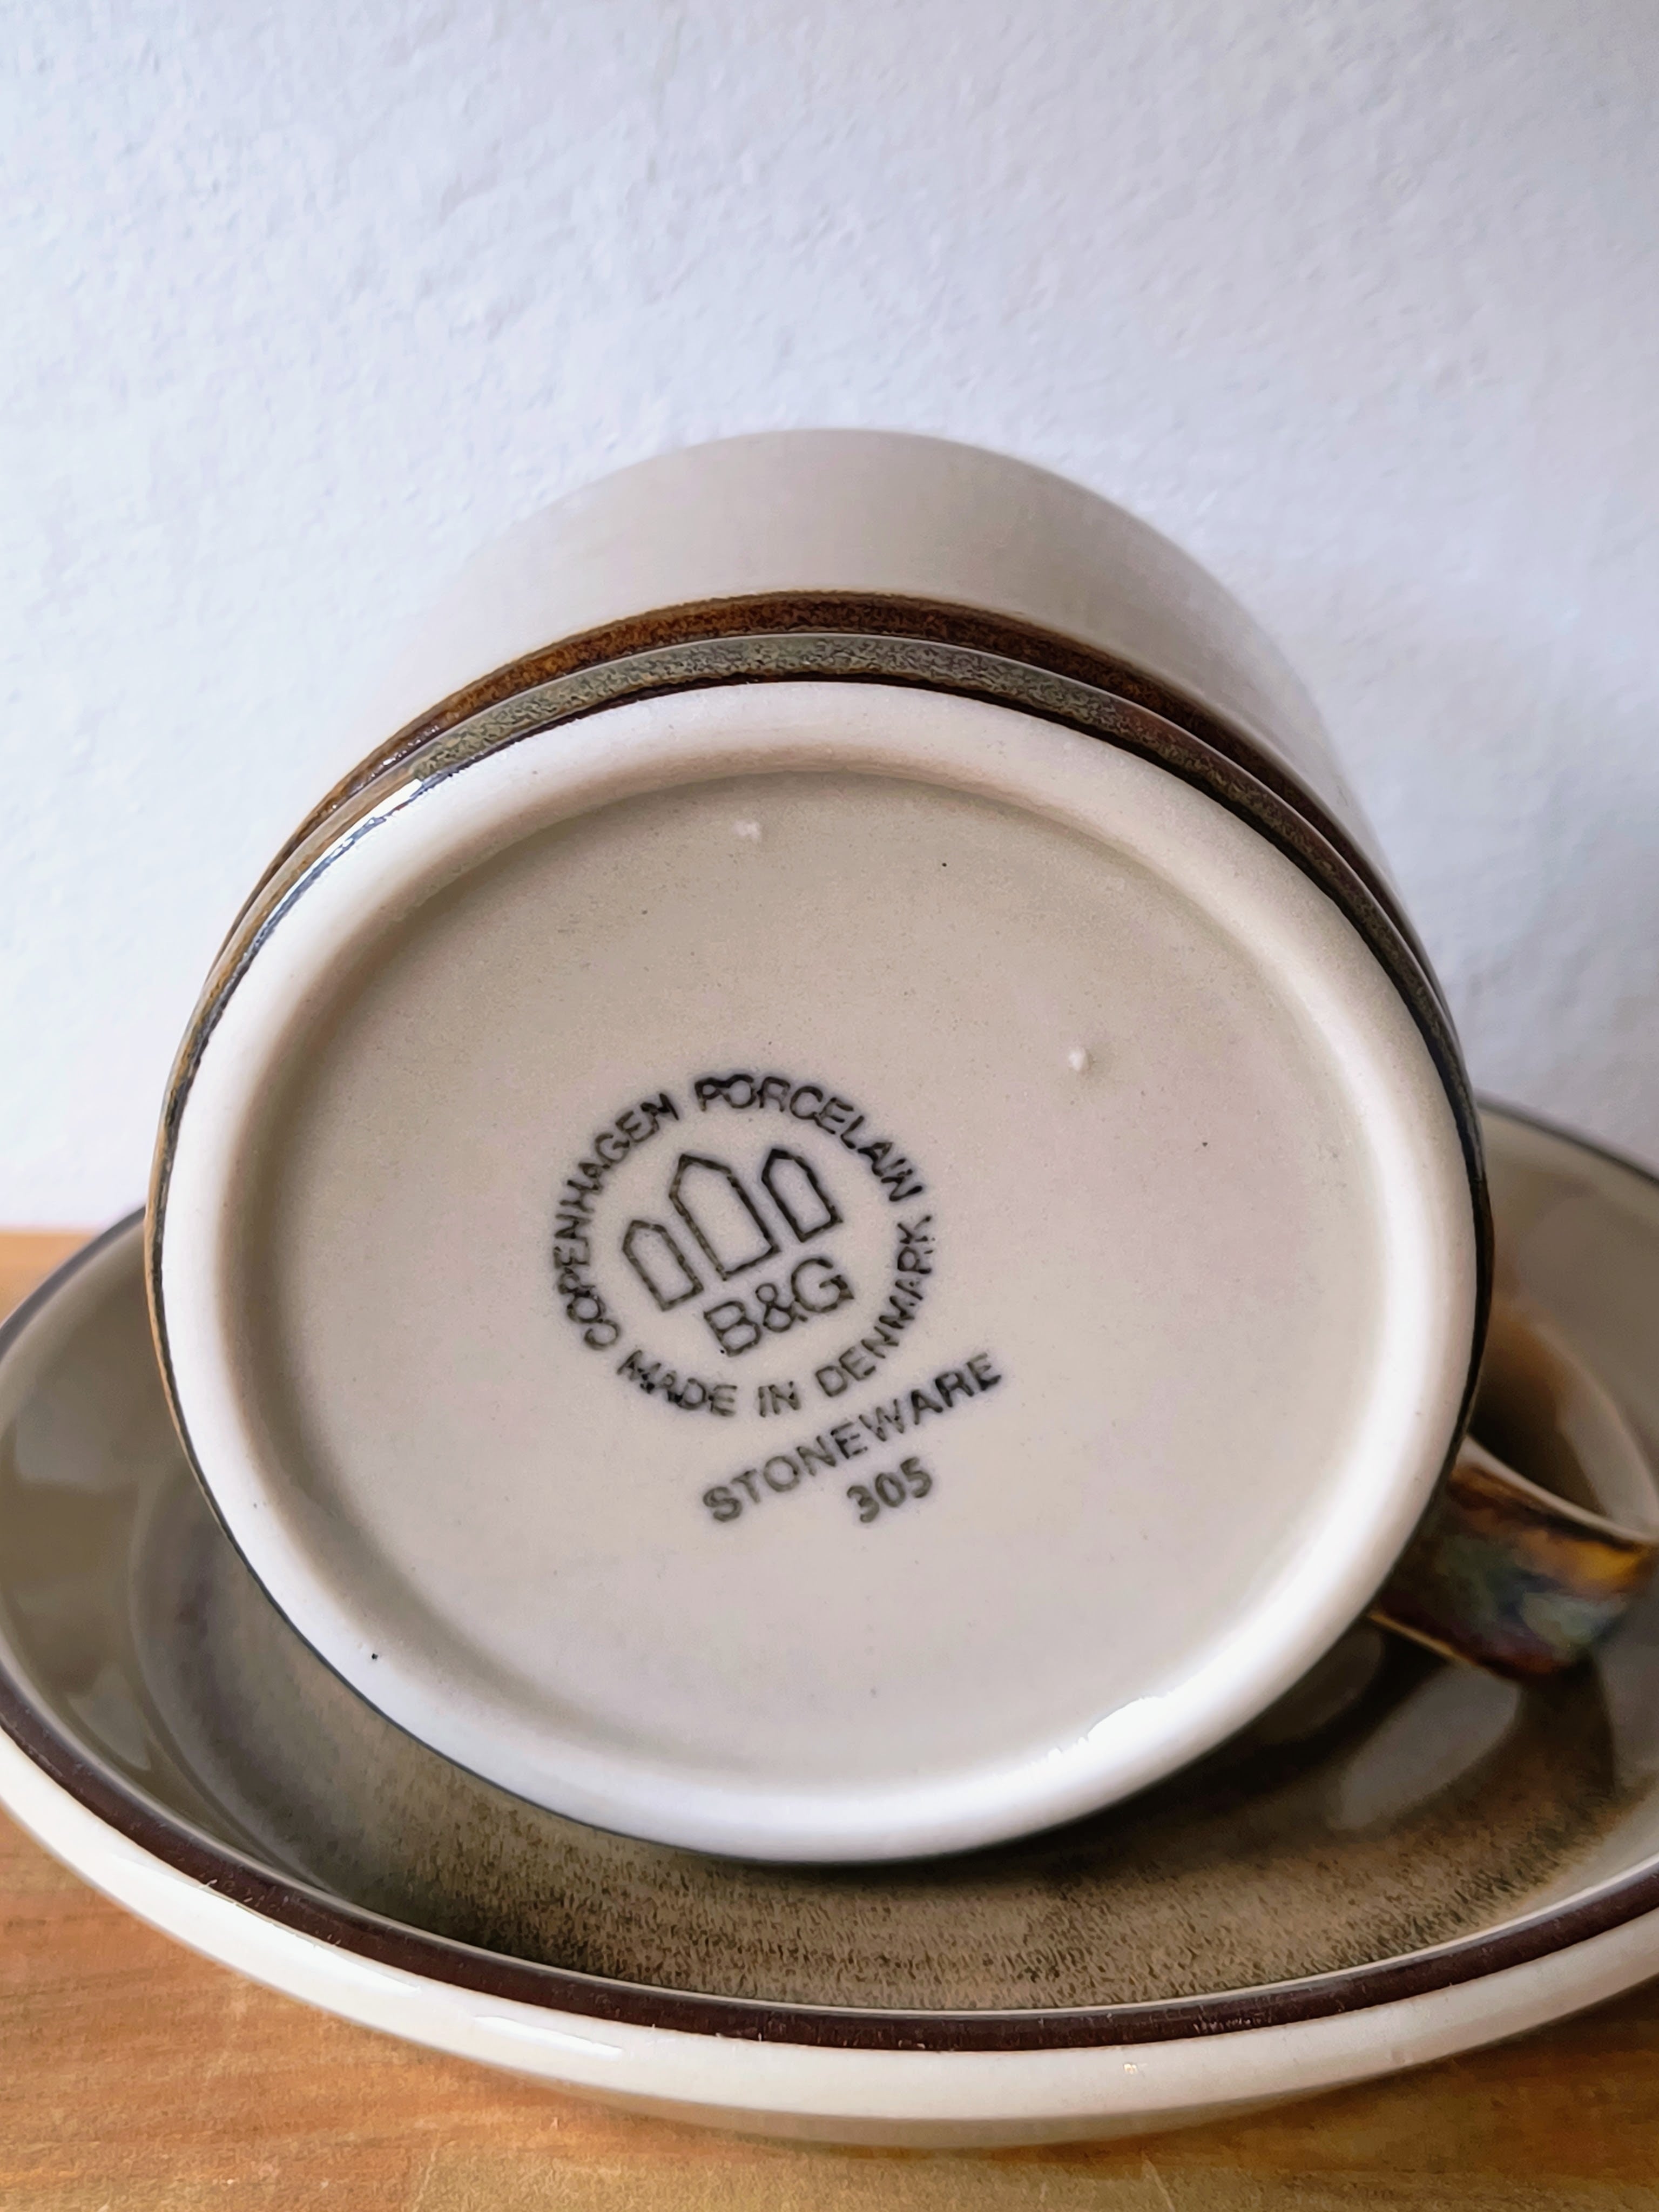 COPENHAGEN PORCELAIN
B&G
MADE IN DENMARK
STONEWARE
305